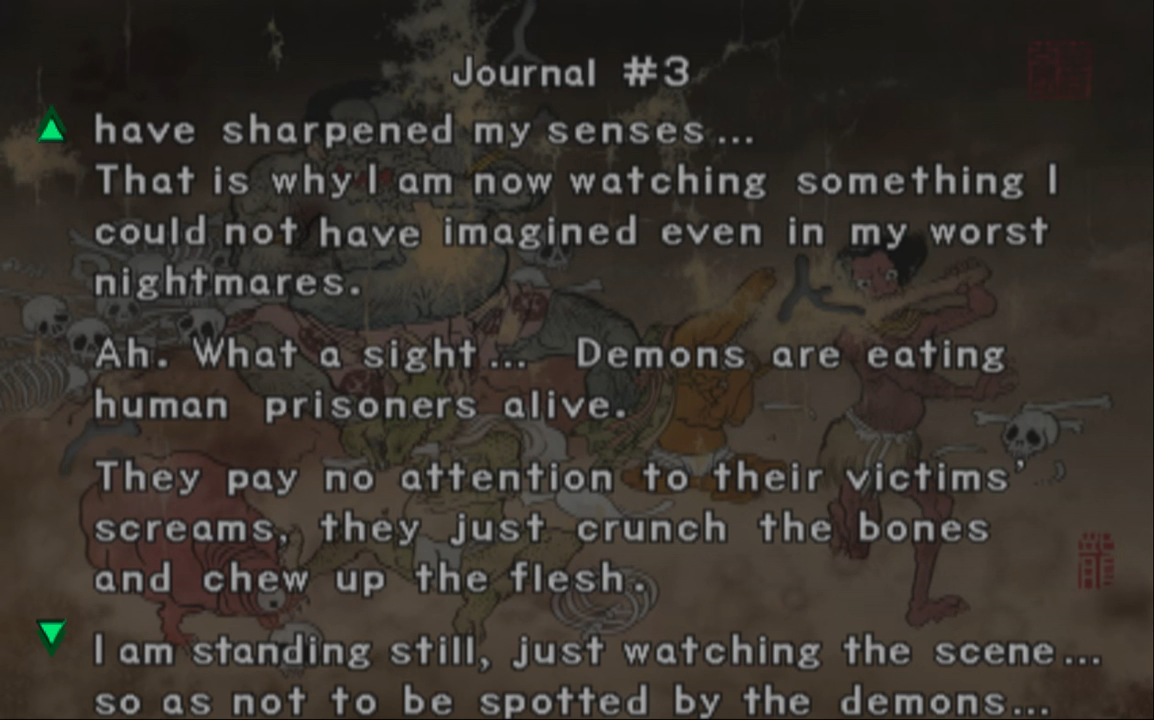 Journal #3
have sharpened my senses...
That is why I am now watching something I
could not have imagined even in my worst
nightmares.
Ah. What a sight... Demons are eating
human prisoners alive.
They pay no attention to their victims'
screams, they just crunch the bones
and chew up the flesh.
I am standing still, just watching the scene...
so as not to be spotted by the demons...